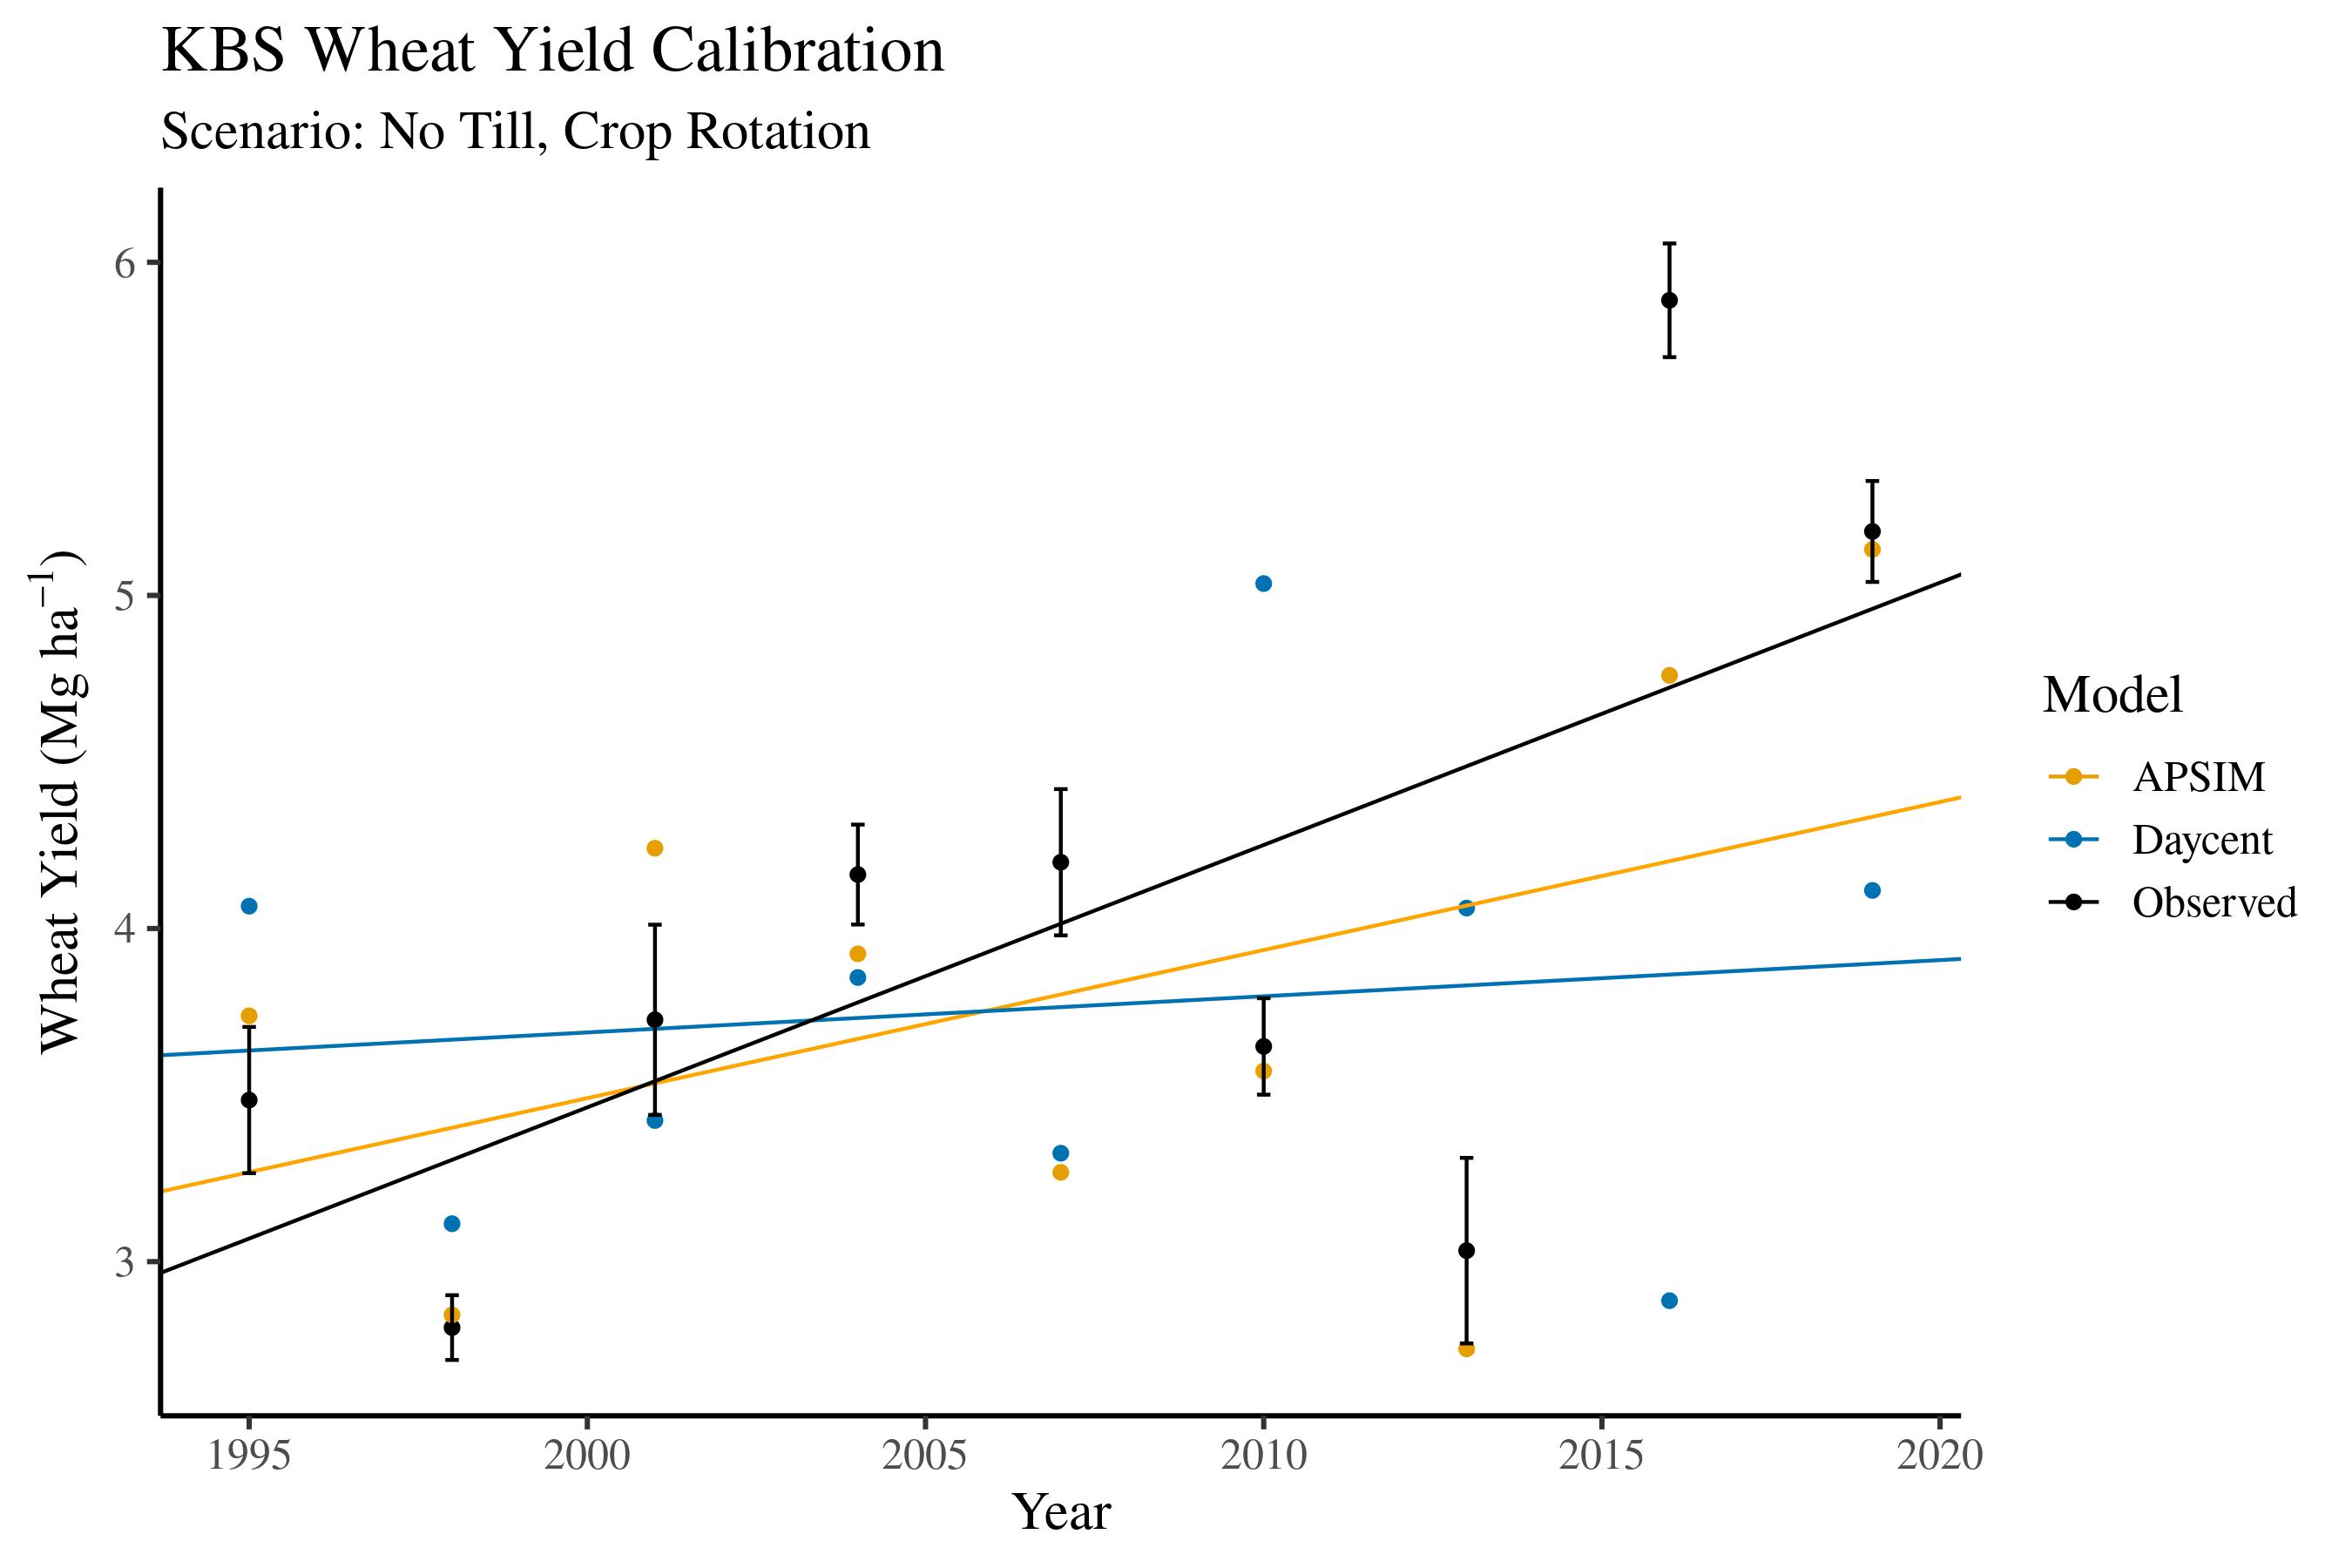 KBS Wheat Yield Calibration
Scenario: No Till, Crop Rotation
Wheat Yield (Mg ha⁻¹)
6
5
4
3
1995
2000
2005
2010
2015
2020
Year
Model
APSIM
Daycent
Observed